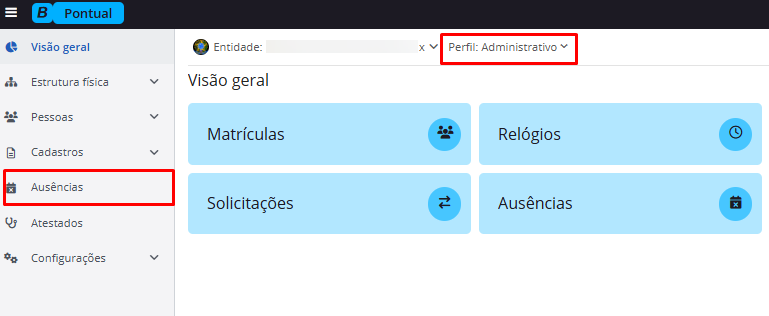 B Pontual
Visão geral
Estrutura física
Pessoas
Cadastros
Ausências
Atestados
Configurações
Entidade: x
Perfil: Administrativo
Visão geral
Matrículas
Relógios
Solicitações
Ausências